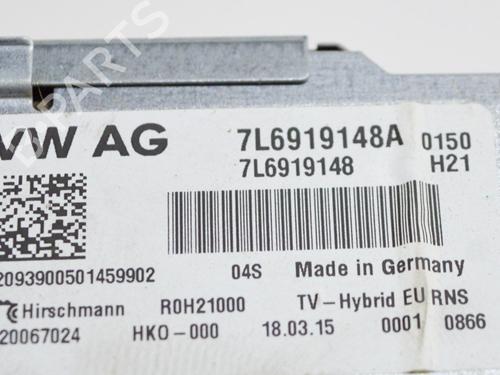 VW AG 7L6919148A 0150
7L6919148 H21
2093900501459902 04S Made in Germany
Hirschmann R0H21000 TV-Hybrid EU RNS
20067024 HKO-000 18.03.15 0001 0866
BPARTS